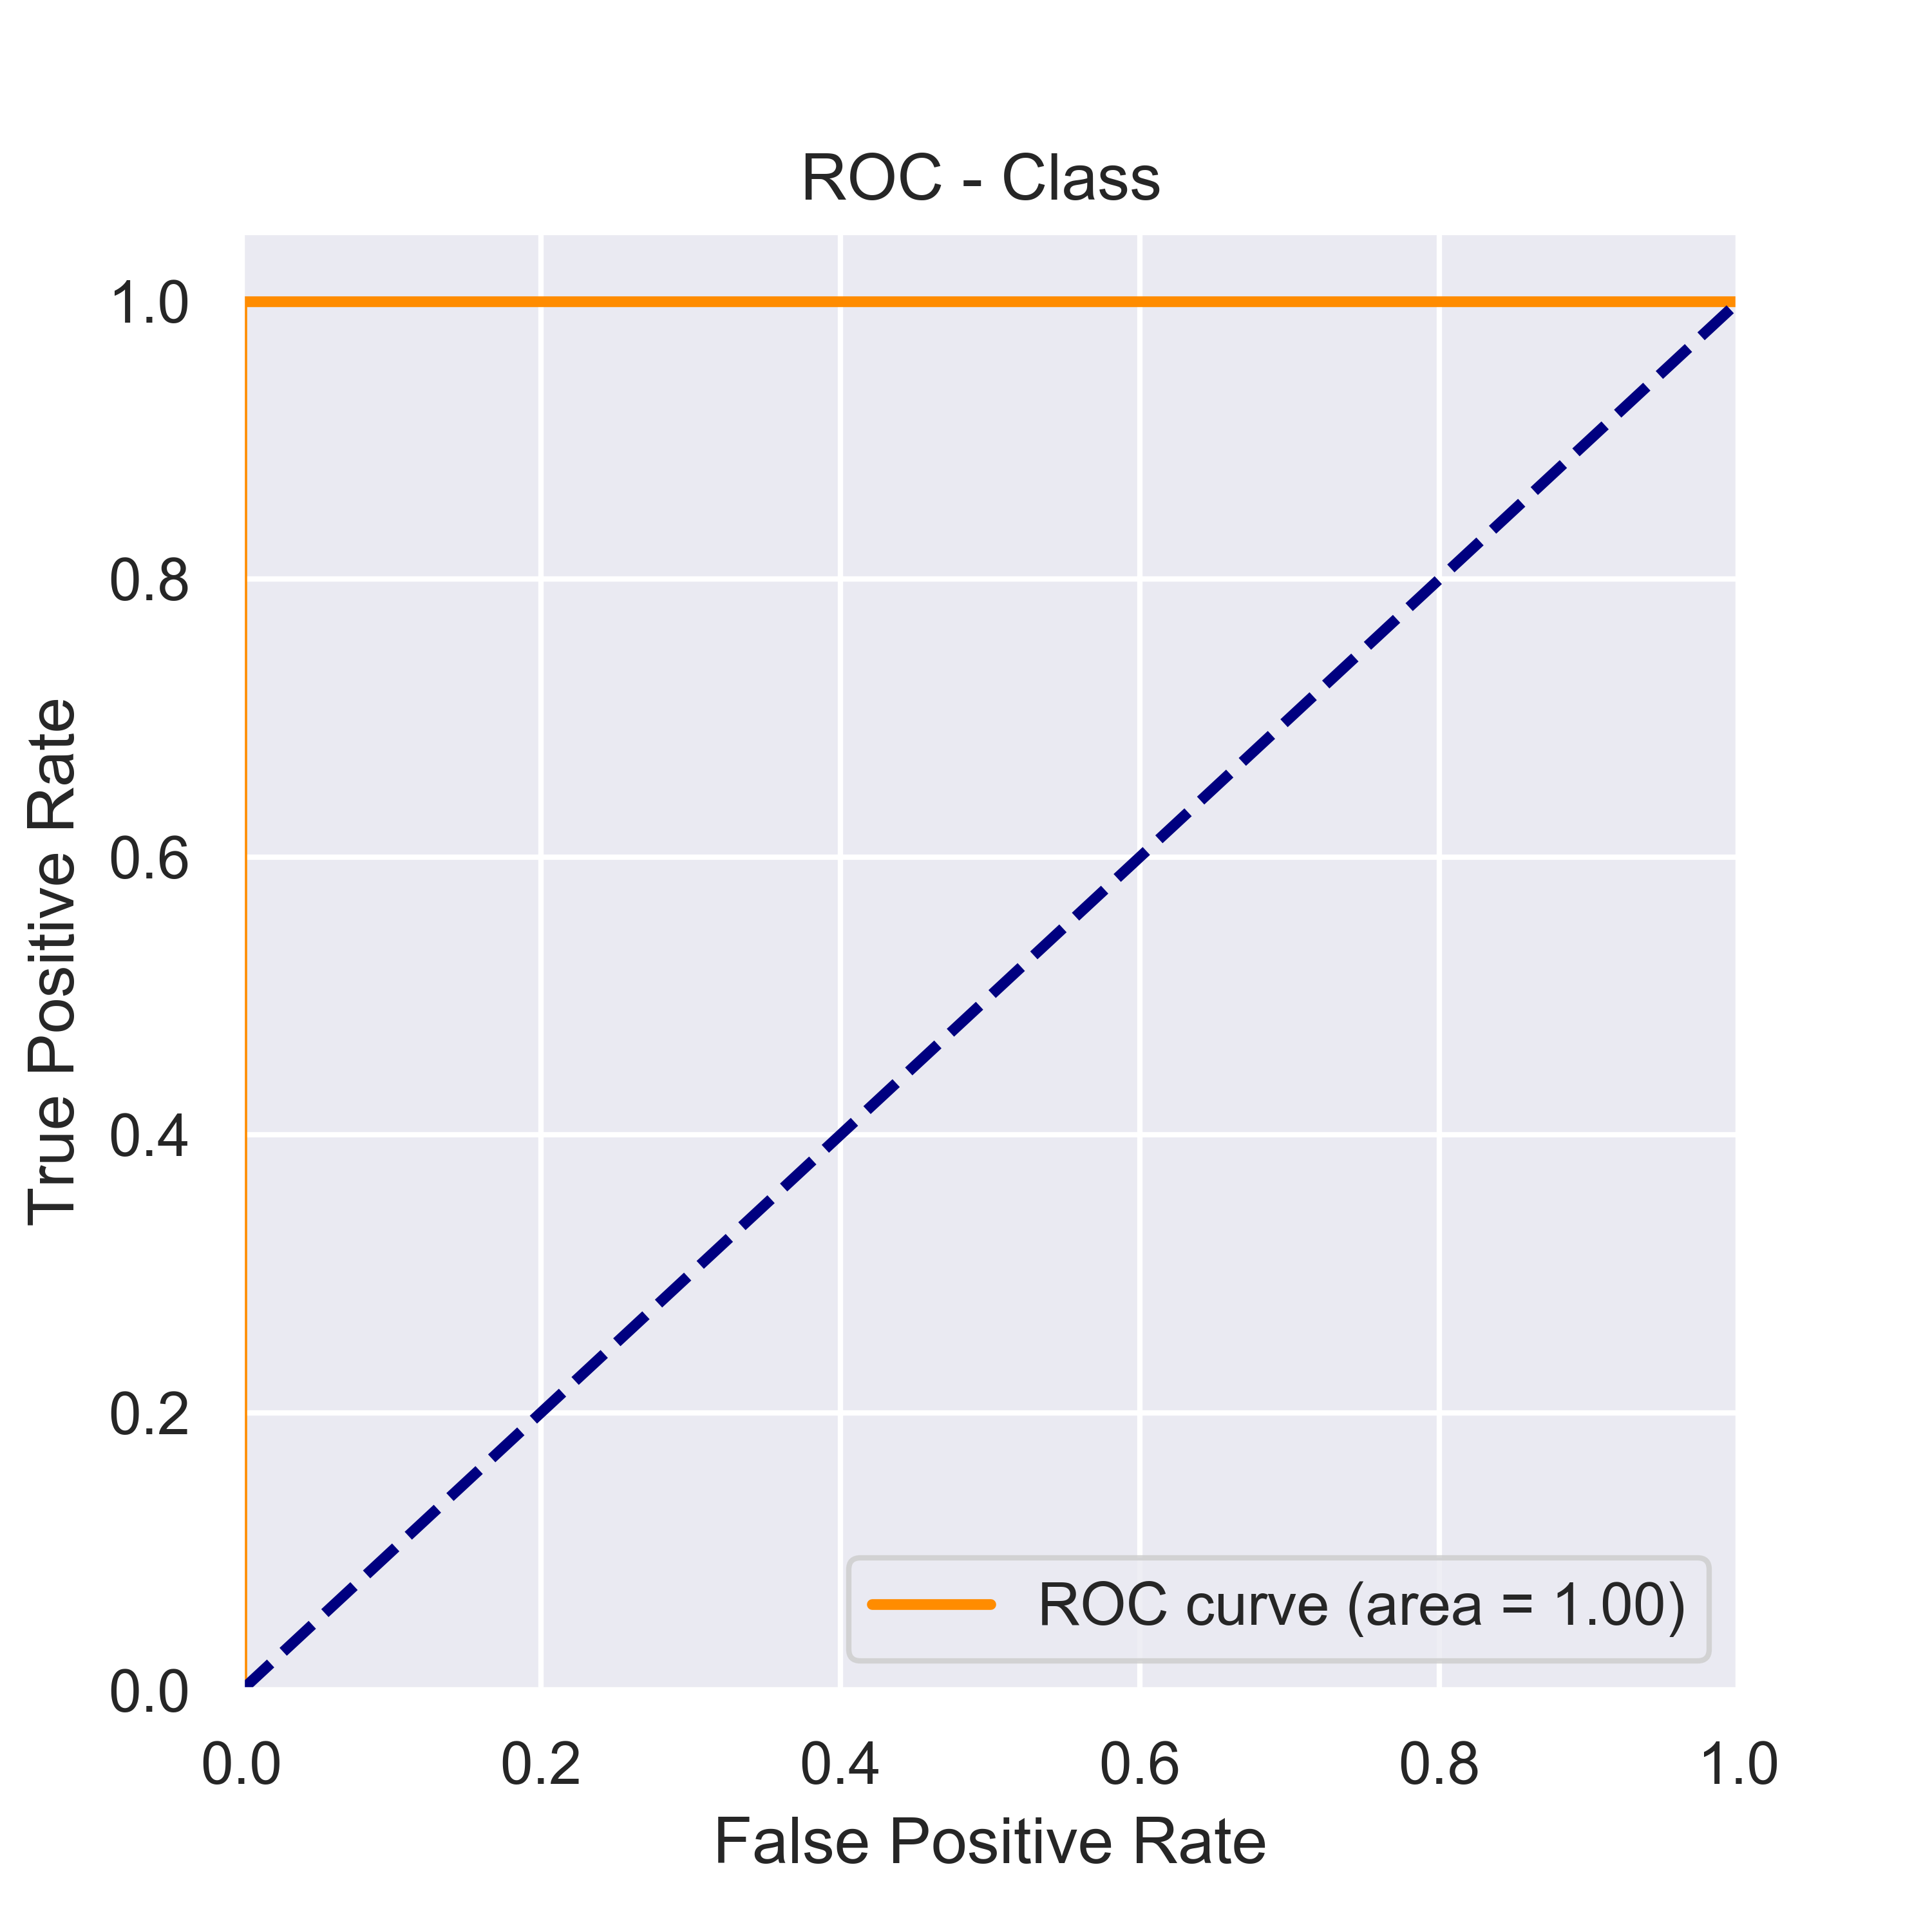 ROC - Class
True Positive Rate
1.0
0.8
0.6
0.4
0.2
0.0
ROC curve (area = 1.00)
0.0 0.2 0.4 0.6 0.8 1.0
False Positive Rate